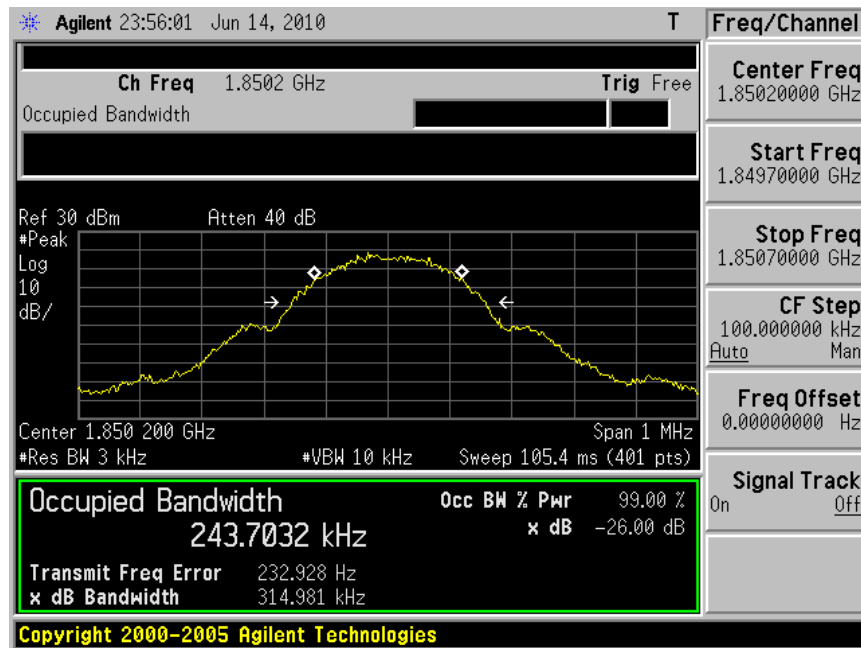 Agilent 23:56:01 Jun 14, 2010 T
Freq/Channel
Ch Freq 1.8502 GHz Trig Free
Occupied Bandwidth
Center Freq
1.85020000 GHz
Start Freq
1.84970000 GHz
Stop Freq
1.85070000 GHz
CF Step
100.000000 kHz
Auto Man
Freq Offset
0.00000000 Hz
Signal Track
On Off
Ref 30 dBm Atten 40 dB
#Peak
Log
10
dB/
Center 1.850 200 GHz Span 1 MHz
#Res BW 3 kHz #VBW 10 kHz Sweep 105.4 ms (401 pts)
Occupied Bandwidth Occ BW % Pwr 99.00 %
243.7032 kHz x dB -26.00 dB
Transmit Freq Error 232.928 Hz
x dB Bandwidth 314.981 kHz
Copyright 2000-2005 Agilent Technologies